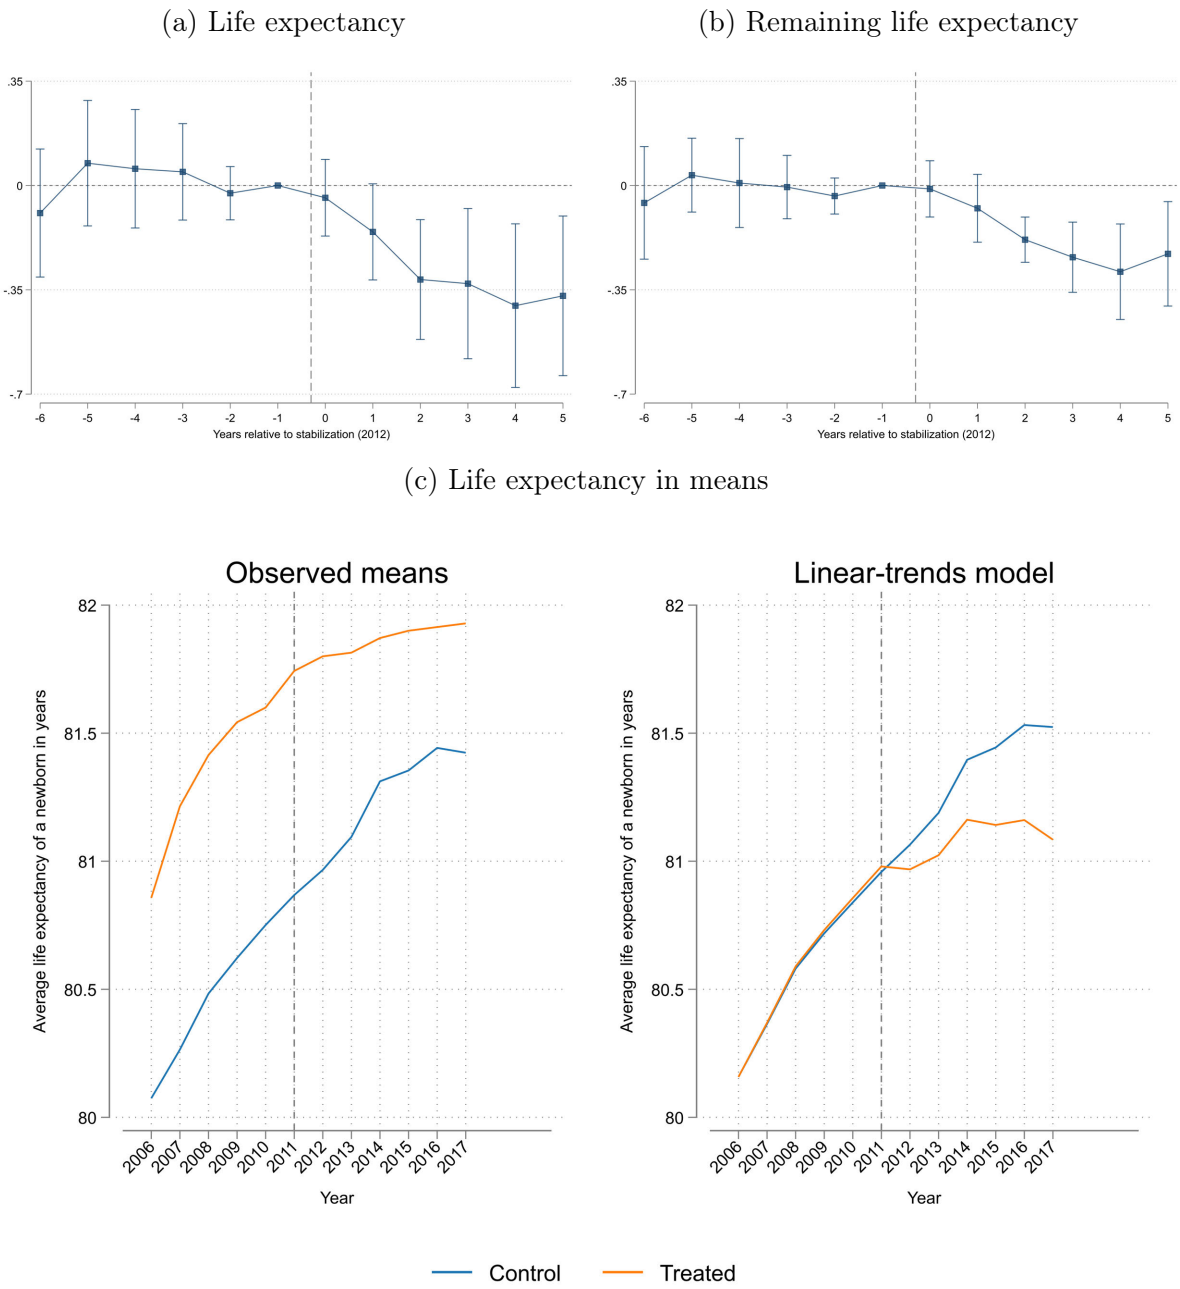 (a) Life expectancy
(b) Remaining life expectancy
.35
0
-.35
-.7
-6 -5 -4 -3 -2 -1 0 1 2 3 4 5
Years relative to stabilization (2012)
.35
0
-.35
-.7
-6 -5 -4 -3 -2 -1 0 1 2 3 4 5
Years relative to stabilization (2012)
(c) Life expectancy in means
Observed means
Average life expectancy of a newborn in years
82
81.5
81
80.5
80
2006 2007 2008 2009 2010 2011 2012 2013 2014 2015 2016 2017
Year
Linear-trends model
Average life expectancy of a newborn in years
82
81.5
81
80.5
80
2006 2007 2008 2009 2010 2011 2012 2013 2014 2015 2016 2017
Year
Control Treated